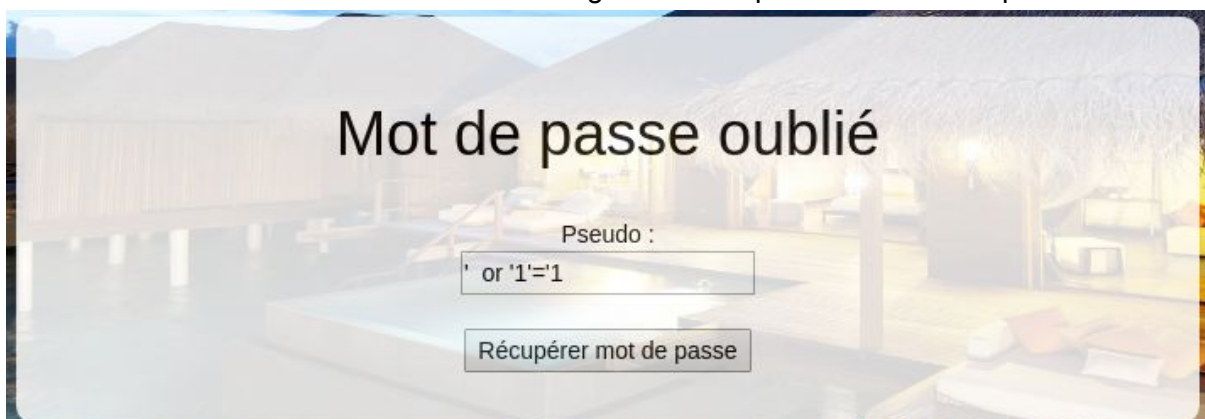 Mot de passe oublié
Pseudo :
' or '1'='1
Récupérer mot de passe